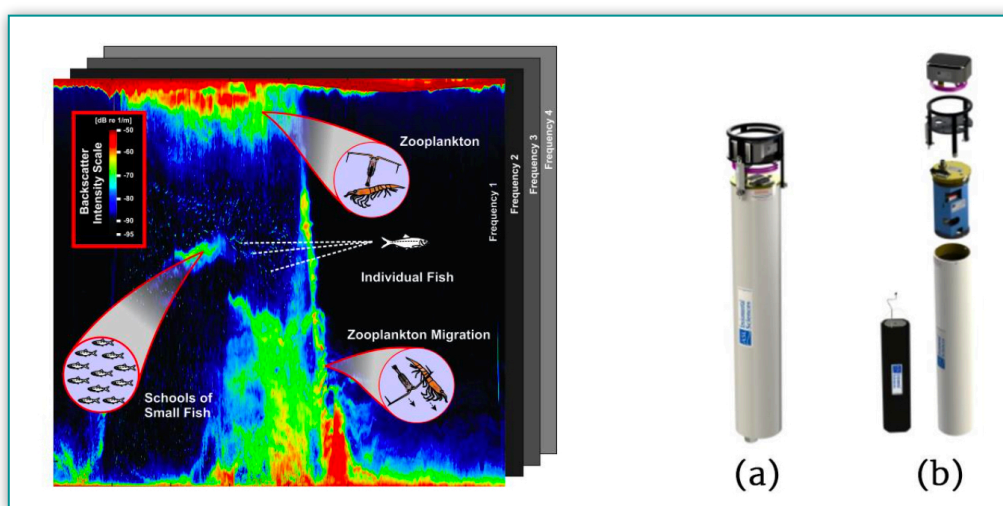 [dB re 1/m]
Backscatter
Intensity Scale
-50
-60
-70
-80
-90
-95
Zooplankton
Individual Fish
Zooplankton Migration
Schools of
Small Fish
Frequency 1
Frequency 2
Frequency 3
Frequency 4
(a)
(b)